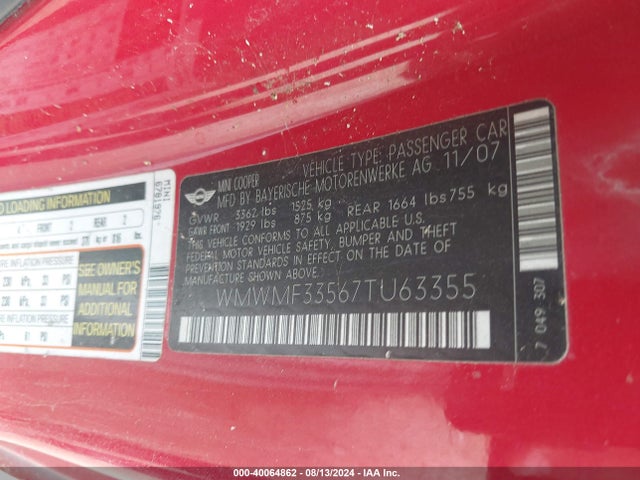 MINI
6781926
D LOADING INFORMATION
FRONT 2 REAR 2
INFLATION PRESSURE
SEE OWNER'S
MANUAL FOR
ADDITIONAL
INFORMATION
MINI COOPER VEHICLE TYPE: PASSENGER CAR
MFD BY BAYERISCHE-MOTORENWERKE AG 11/07
GVWR 3362 lbs 1525 kg
GAWR FRONT 1929 lbs 875 kg REAR 1664 lbs 755 kg
THIS VEHICLE CONFORMS TO ALL APPLICABLE
FEDERAL MOTOR VEHICLE SAFETY, BUMPER AND THEFT
PREVENTION STANDARDS IN EFFECT ON THE DATE OF
MANUFACTURE SHOWN ABOVE.
WMWMF33567TU63355
7 049 307
000-40064862 - 08/13/2024 - IAA Inc.